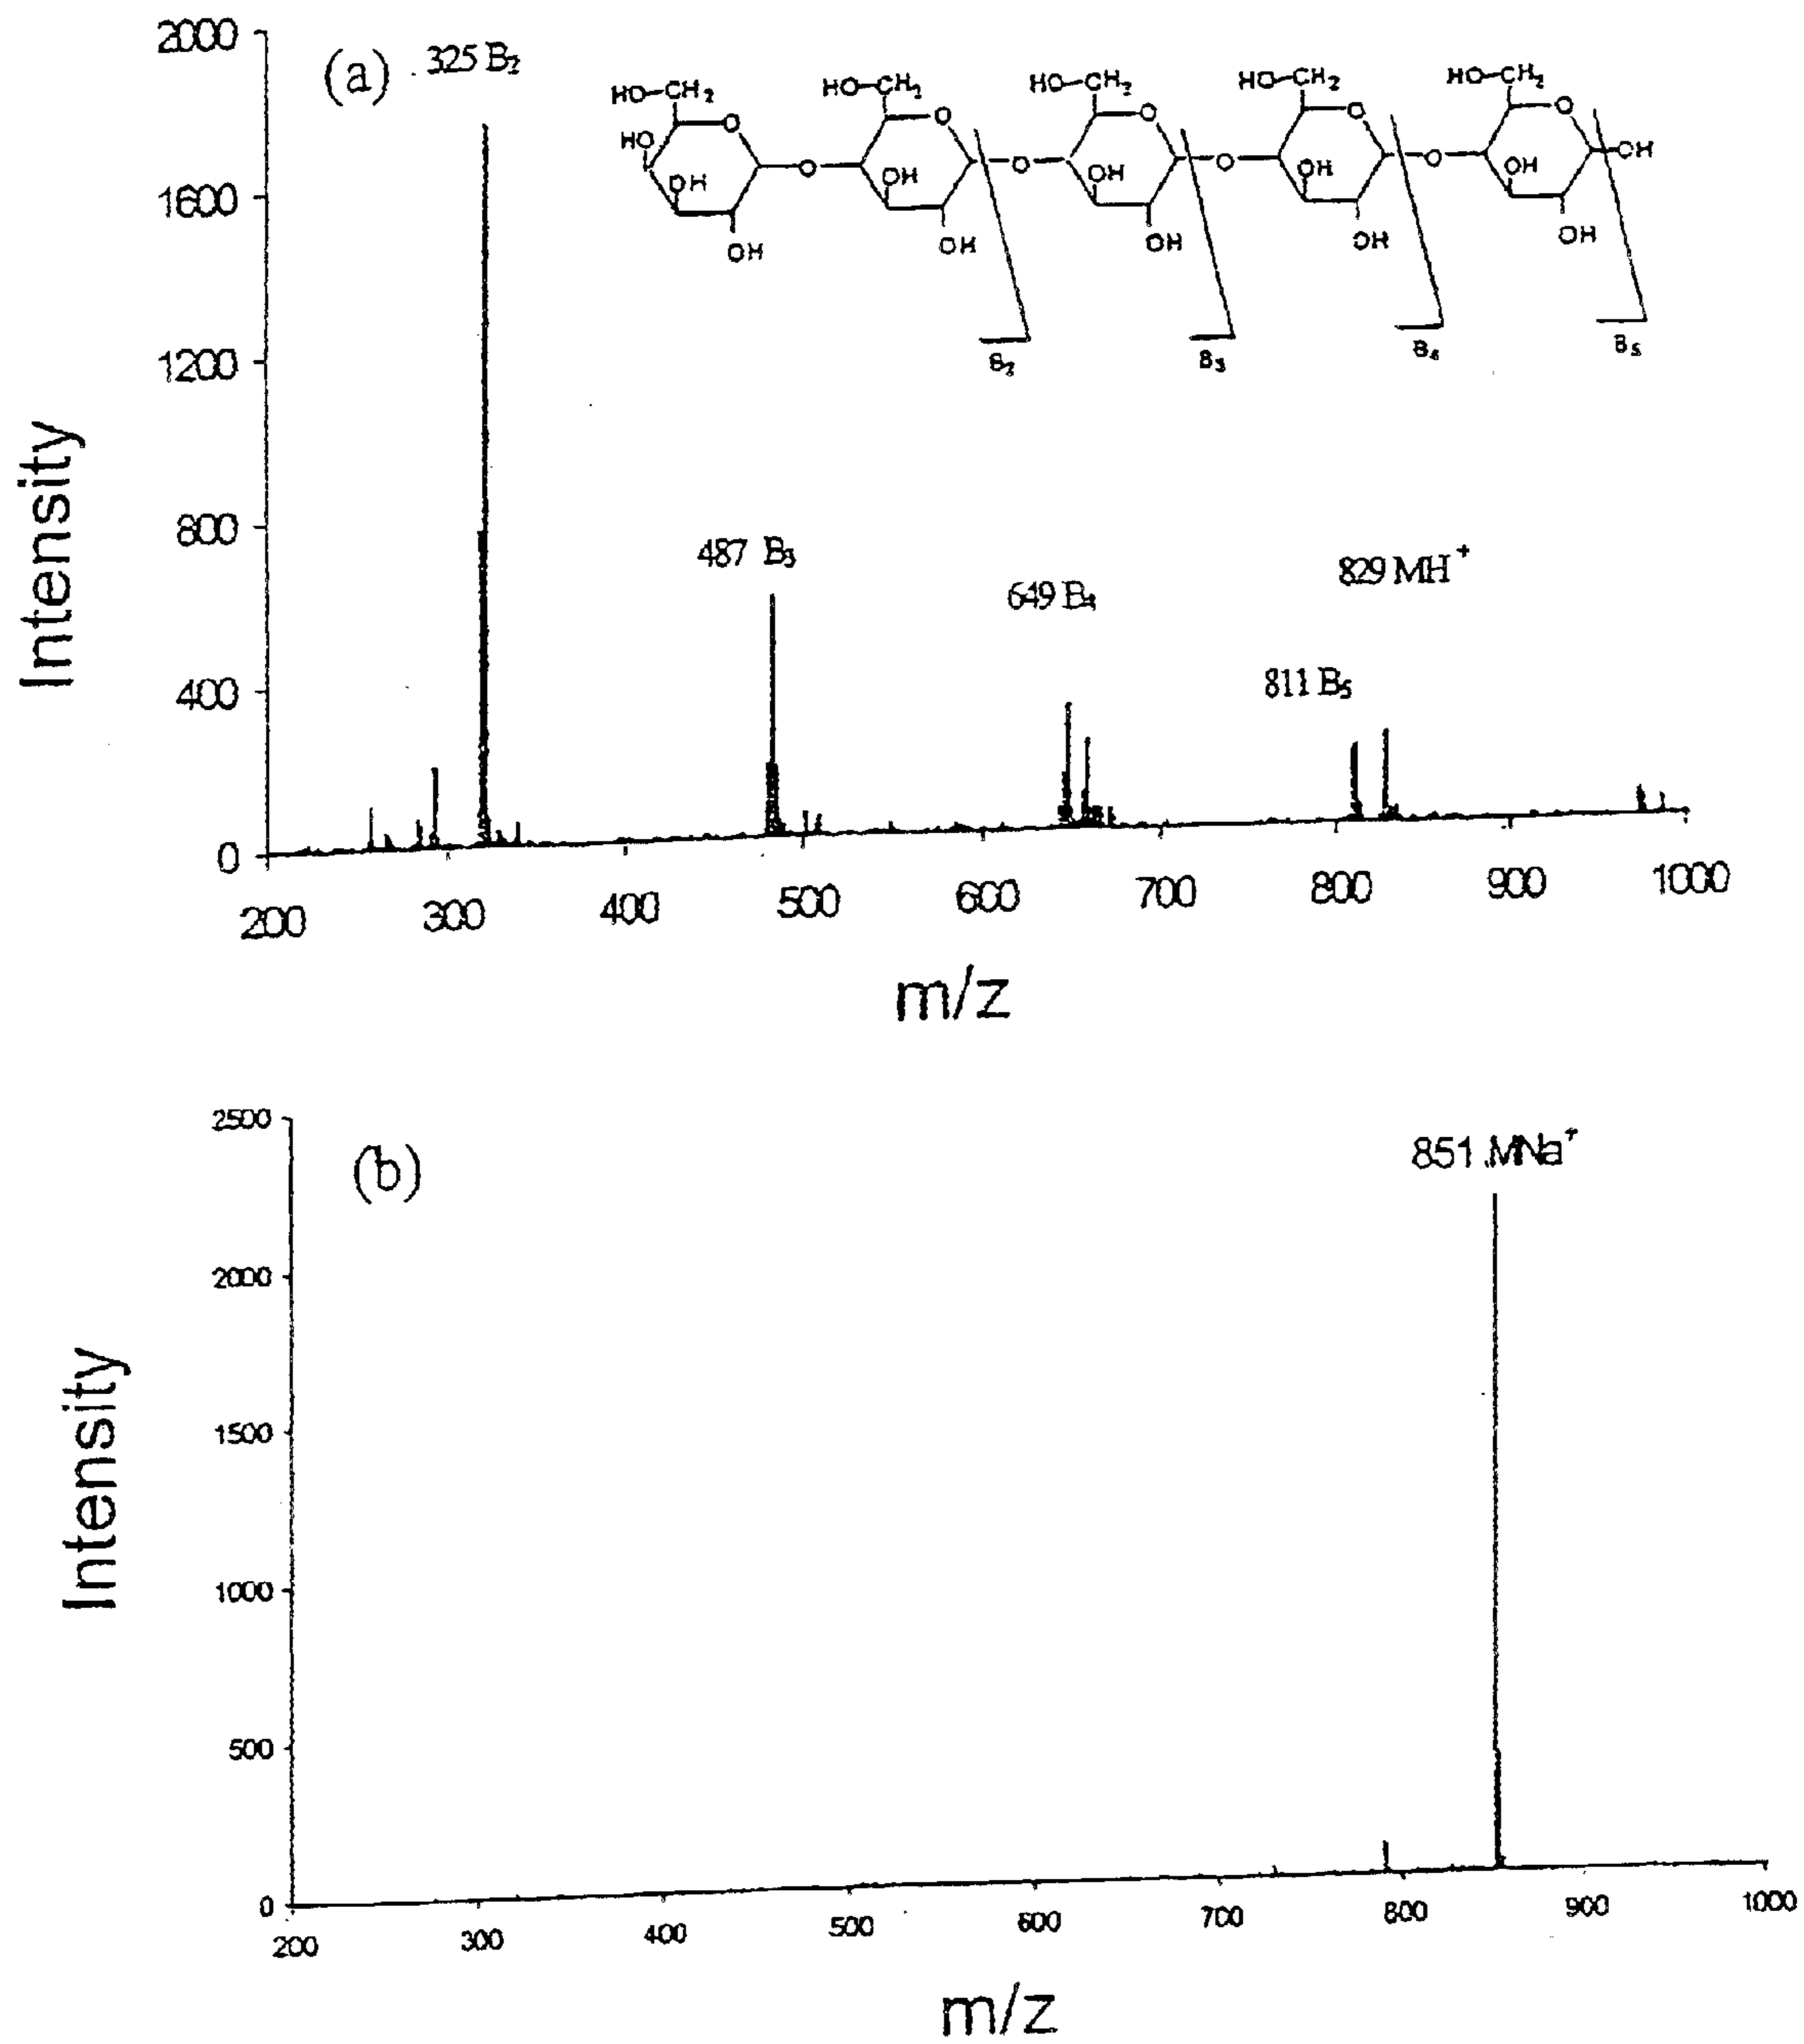 2000
(a)
325 B₂
HO-CH₂ HO-CH₂ HO-CH₂ HO-CH₂ HO-CH₂
O O O O O
HO
O O O O OH
OH OH OH OH OH
OH OH OH OH OH
B₂ B₃ B₄ B₅
1600
1200
800
400
0
Intensity
487 B₃
649 B₄
811 B₅
829 MH⁺
200 300 400 500 600 700 800 900 1000
m/z
2500
(b)
851 MNa⁺
2000
1500
1000
500
0
Intensity
200 300 400 500 600 700 800 900 1000
m/z